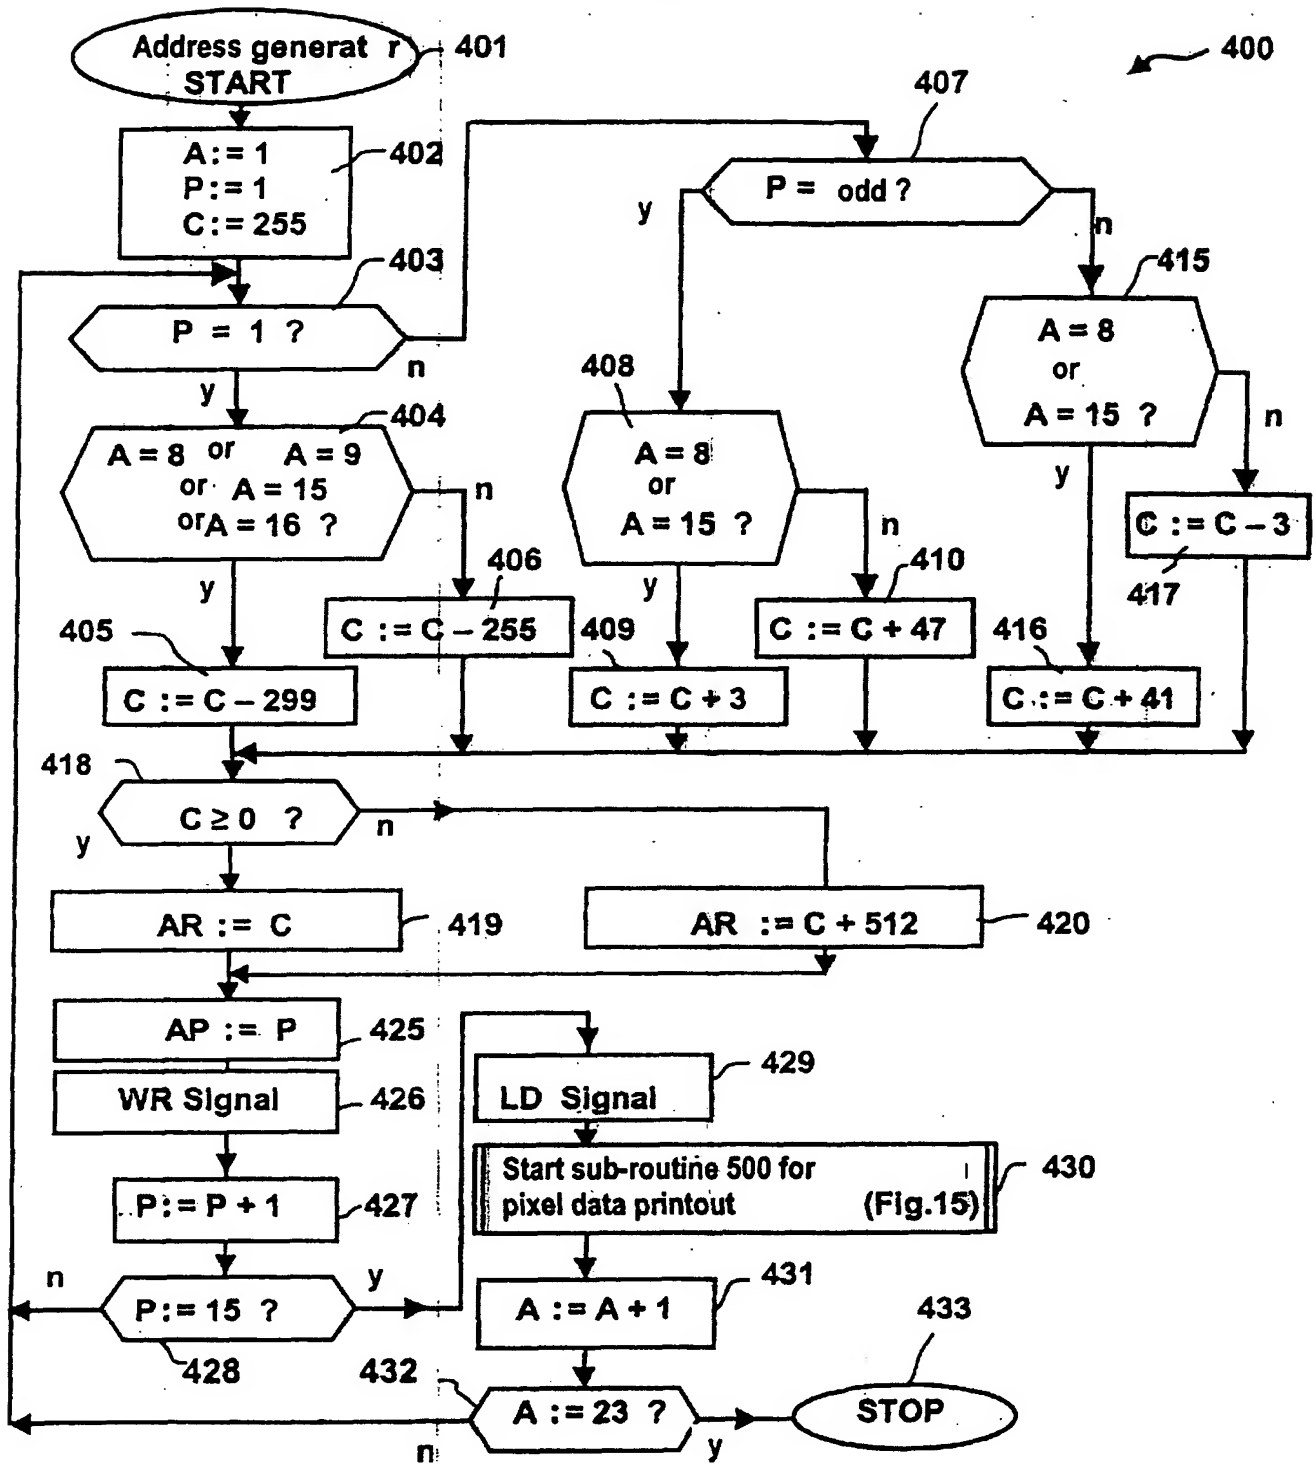 Address generat r
START
401
400
A:= 1
P:= 1
C:= 255
402
407
P = odd ?
y
n
403
P = 1 ?
n
y
415
A = 8
or
A = 15 ?
n
y
404
A = 8 or A = 9
or A = 15
or A = 16 ?
n
y
408
A = 8
or
A = 15 ?
n
y
C := C – 3
417
406
C := C – 255
410
C := C + 47
405
C := C – 299
409
C := C + 3
416
C := C + 41
418
C ≥ 0 ?
n
y
AR := C
419
AR := C + 512
420
AP := P
425
WR Signal
426
P:= P + 1
427
n
P:= 15 ?
y
428
429
LD Signal
Start sub-routine 500 for
pixel data printout (Fig.15)
430
A := A + 1
431
432
A := 23 ?
n
y
433
STOP